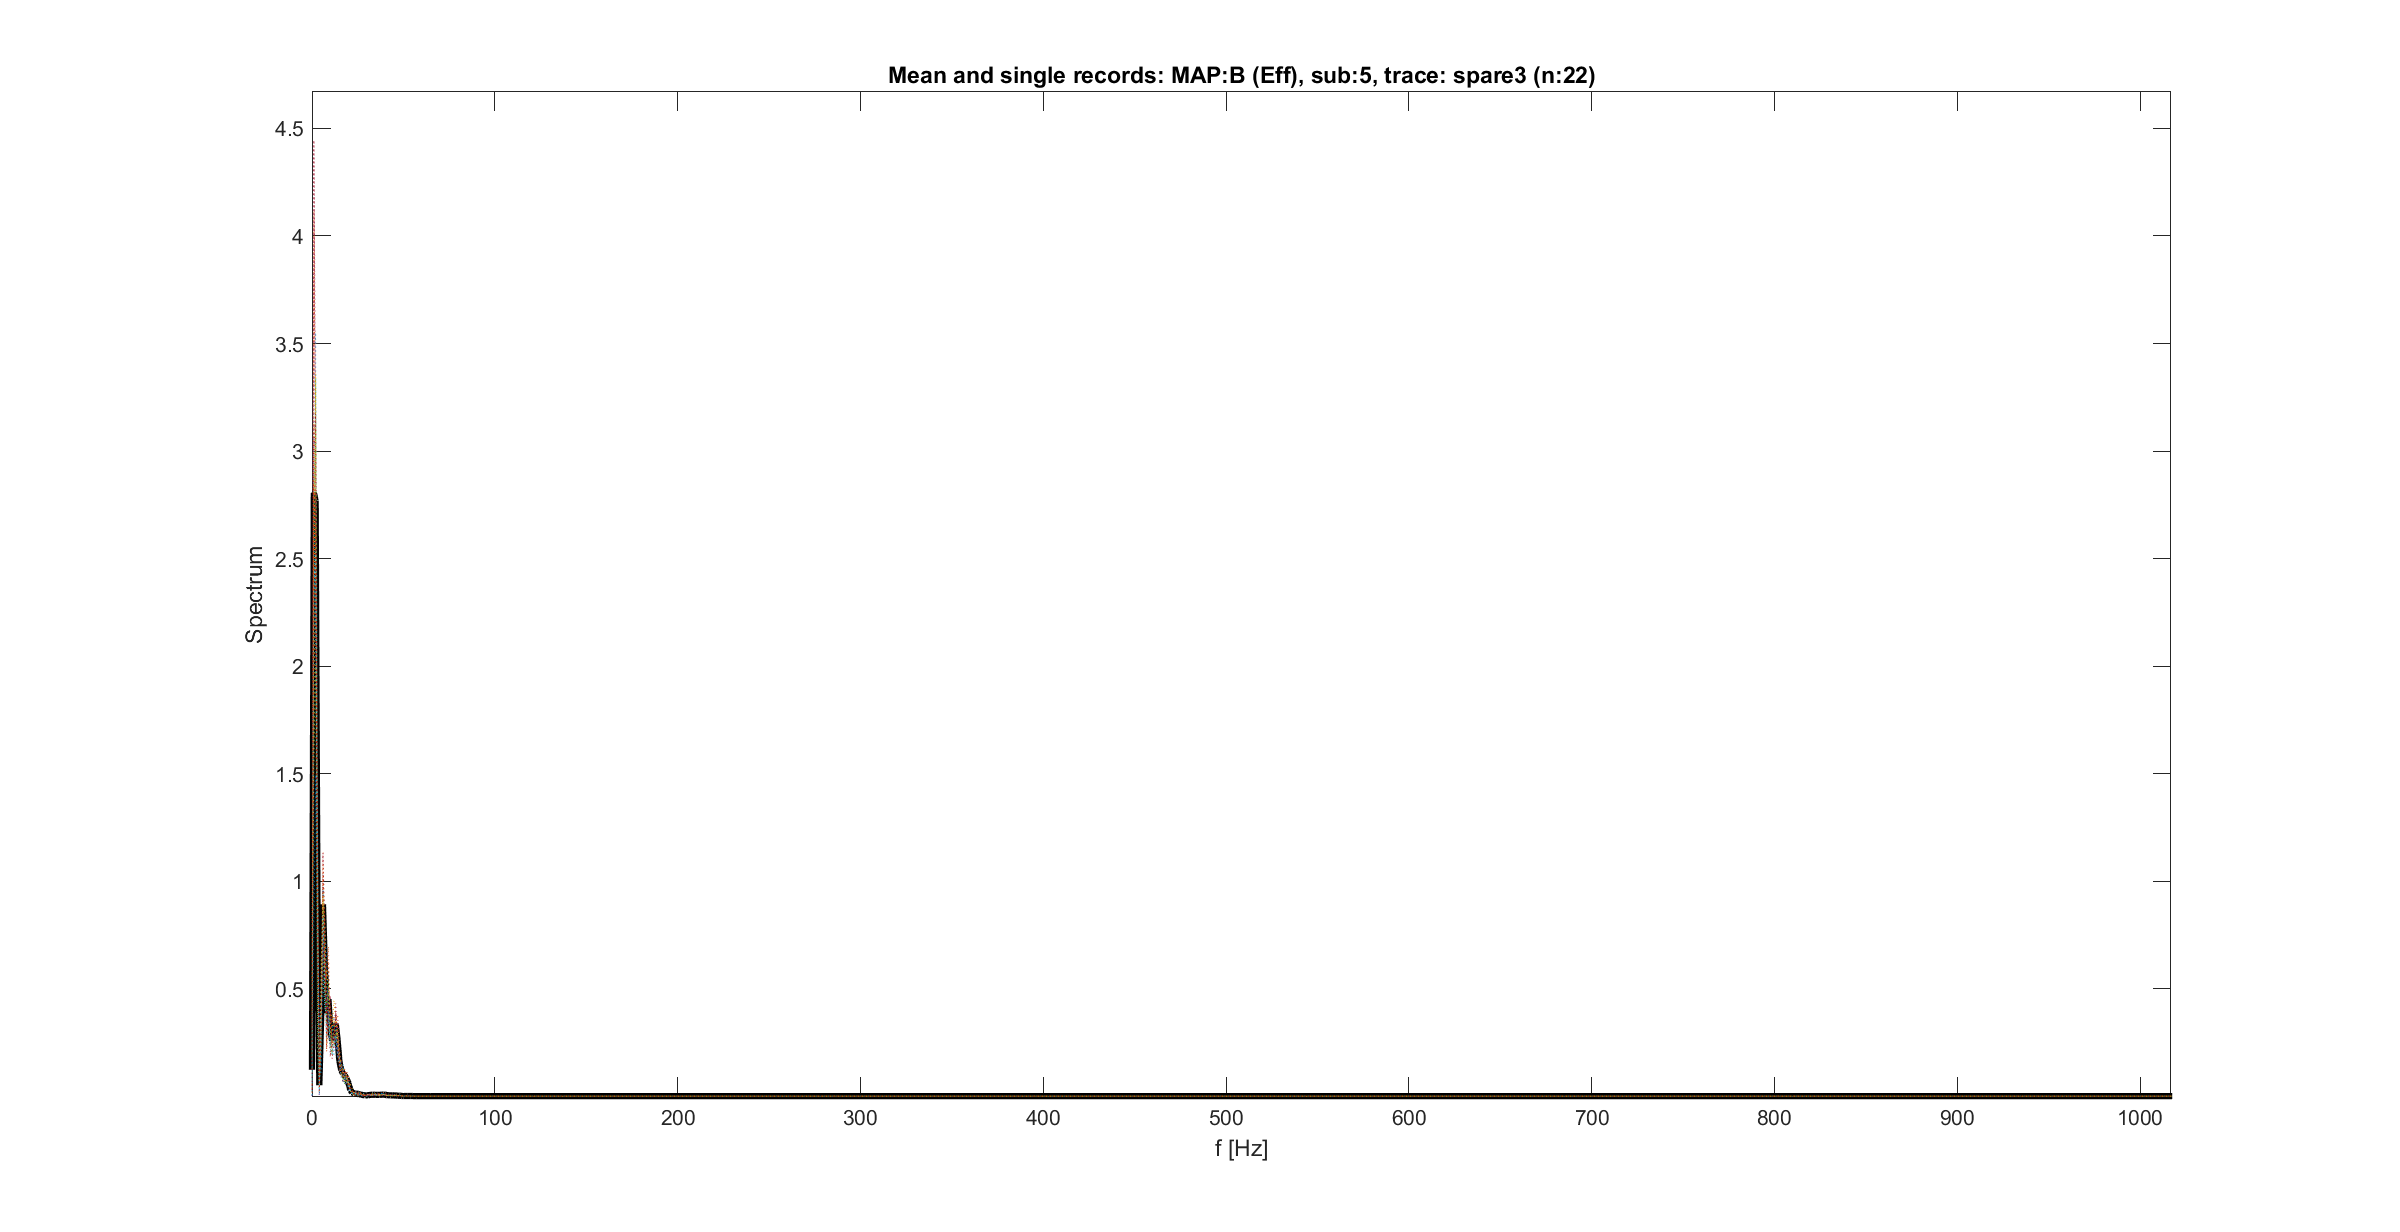 Mean and single records: MAP:B (Eff), sub:5, trace: spare3 (n:22)
4.5
4
3.5
3
2.5
2
1.5
1
0.5
Spectrum
0 100 200 300 400 500 600 700 800 900 1000
f [Hz]